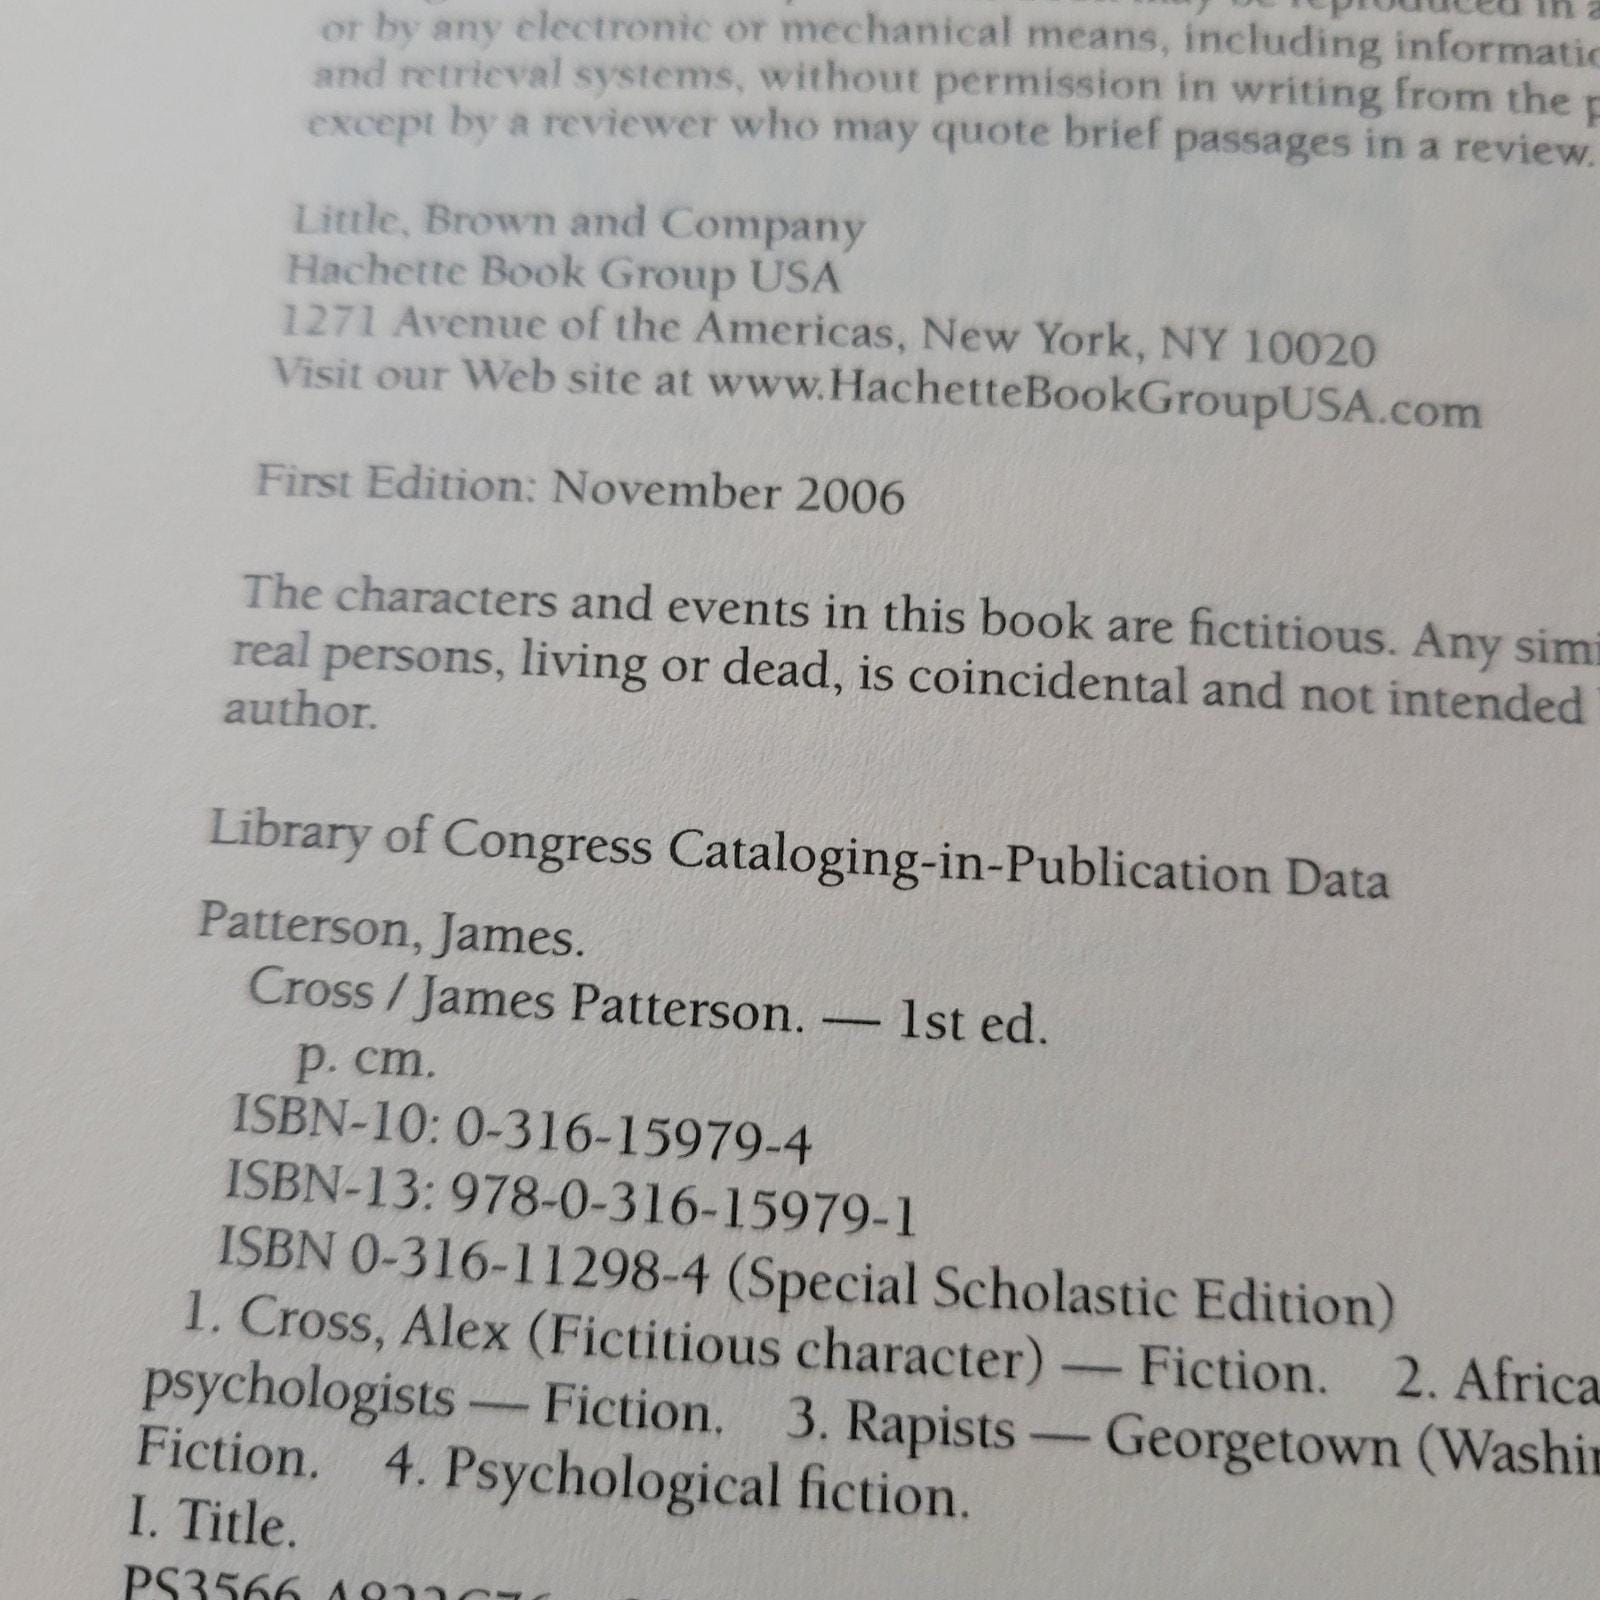 be reproduced in a
or by any electronic or mechanical means, including informatio
and retrieval systems, without permission in writing from the p
except by a reviewer who may quote brief passages in a review.
Little, Brown and Company
Hachette Book Group USA
1271 Avenue of the Americas, New York, NY 10020
Visit our Web site at www.HachetteBookGroupUSA.com
First Edition: November 2006
The characters and events in this book are fictitious. Any simi
real persons, living or dead, is coincidental and not intended
author.
Library of Congress Cataloging-in-Publication Data
Patterson, James.
Cross / James Patterson. — 1st ed.
p. cm.
ISBN-10: 0-316-15979-4
ISBN-13: 978-0-316-15979-1
ISBN 0-316-11298-4 (Special Scholastic Edition)
1. Cross, Alex (Fictitious character) — Fiction. 2. Africa
psychologists — Fiction. 3. Rapists — Georgetown (Washin
Fiction. 4. Psychological fiction.
I. Title.
PS3566